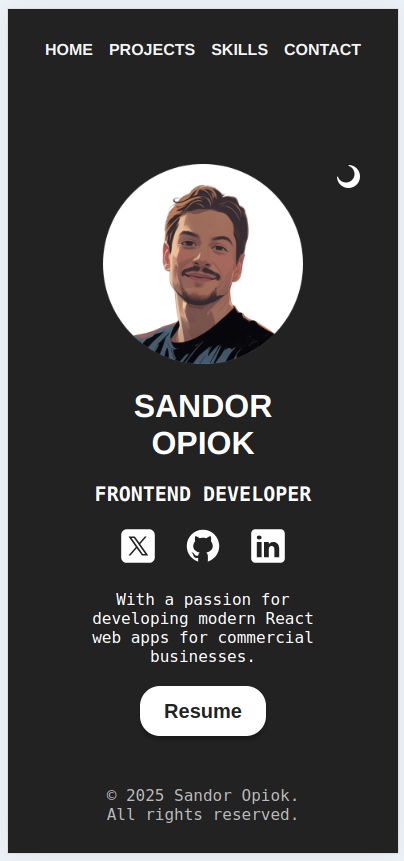 HOME PROJECTS SKILLS CONTACT
SANDOR
OPIOK
FRONTEND DEVELOPER
With a passion for
developing modern React
web apps for commercial
businesses.
Resume
© 2025 Sandor Opiok.
All rights reserved.